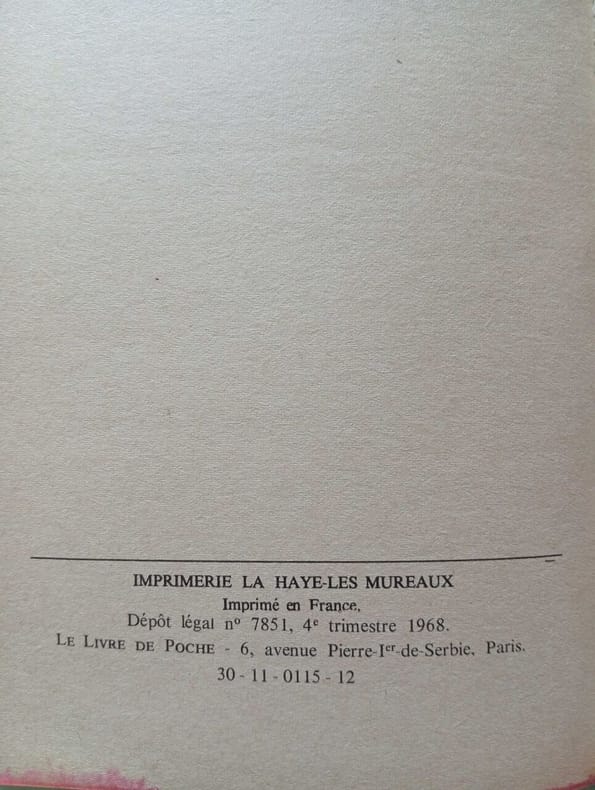 IMPRIMERIE LA HAYE-LES MUREAUX
Imprimé en France.
Dépôt légal nº 7851, 4ᵉ trimestre 1968.
LE LIVRE DE POCHE - 6, avenue Pierre-Iᵉʳ-de-Serbie, Paris.
30 - 11 - 0115 - 12